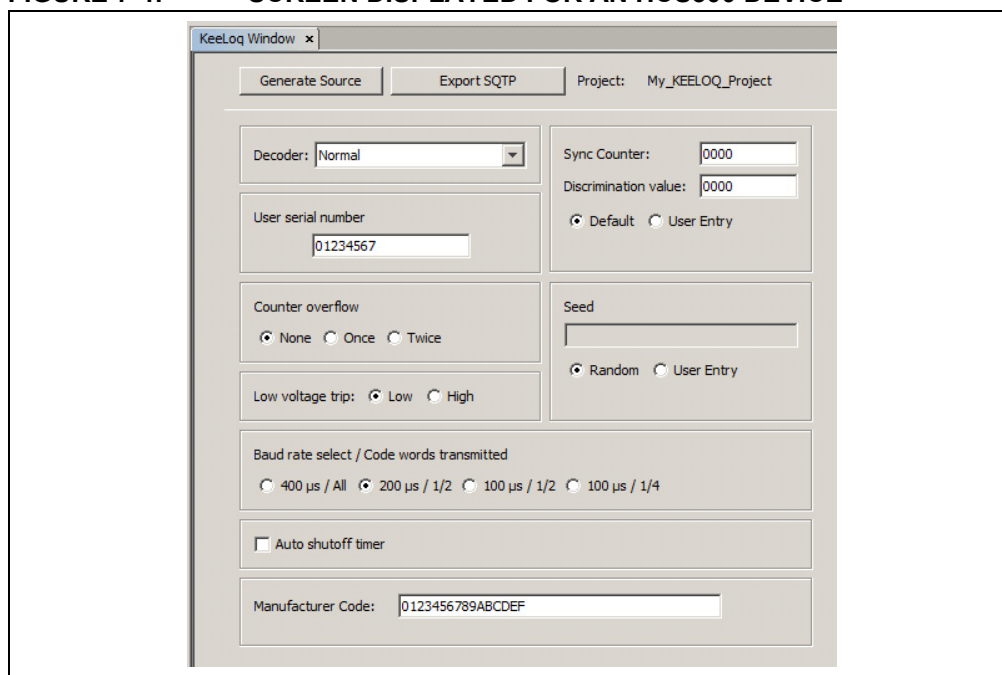 KeeLoq Window ×
Generate Source Export SQTP Project: My_KEELOQ_Project
Decoder: Normal
Sync Counter: 0000
Discrimination value: 0000
Default User Entry
User serial number
01234567
Counter overflow
None Once Twice
Seed
Random User Entry
Low voltage trip: Low High
Baud rate select / Code words transmitted
400 µs / All 200 µs / 1/2 100 µs / 1/2 100 µs / 1/4
Auto shutoff timer
Manufacturer Code: 0123456789ABCDEF